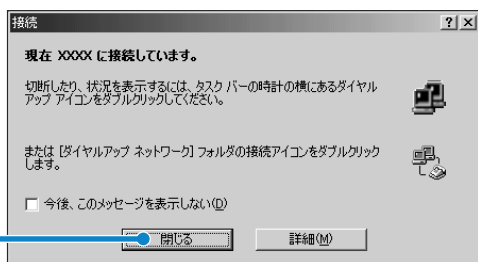 接続
現在 XXXX に接続しています。
切断したり、状況を表示するには、タスク バーの時計の横にあるダイヤル
アップ アイコンをダブルクリックしてください。
または [ダイヤルアップ ネットワーク] フォルダの接続アイコンをダブルクリック
します。
今後、このメッセージを表示しない(D)
閉じる
詳細(M)